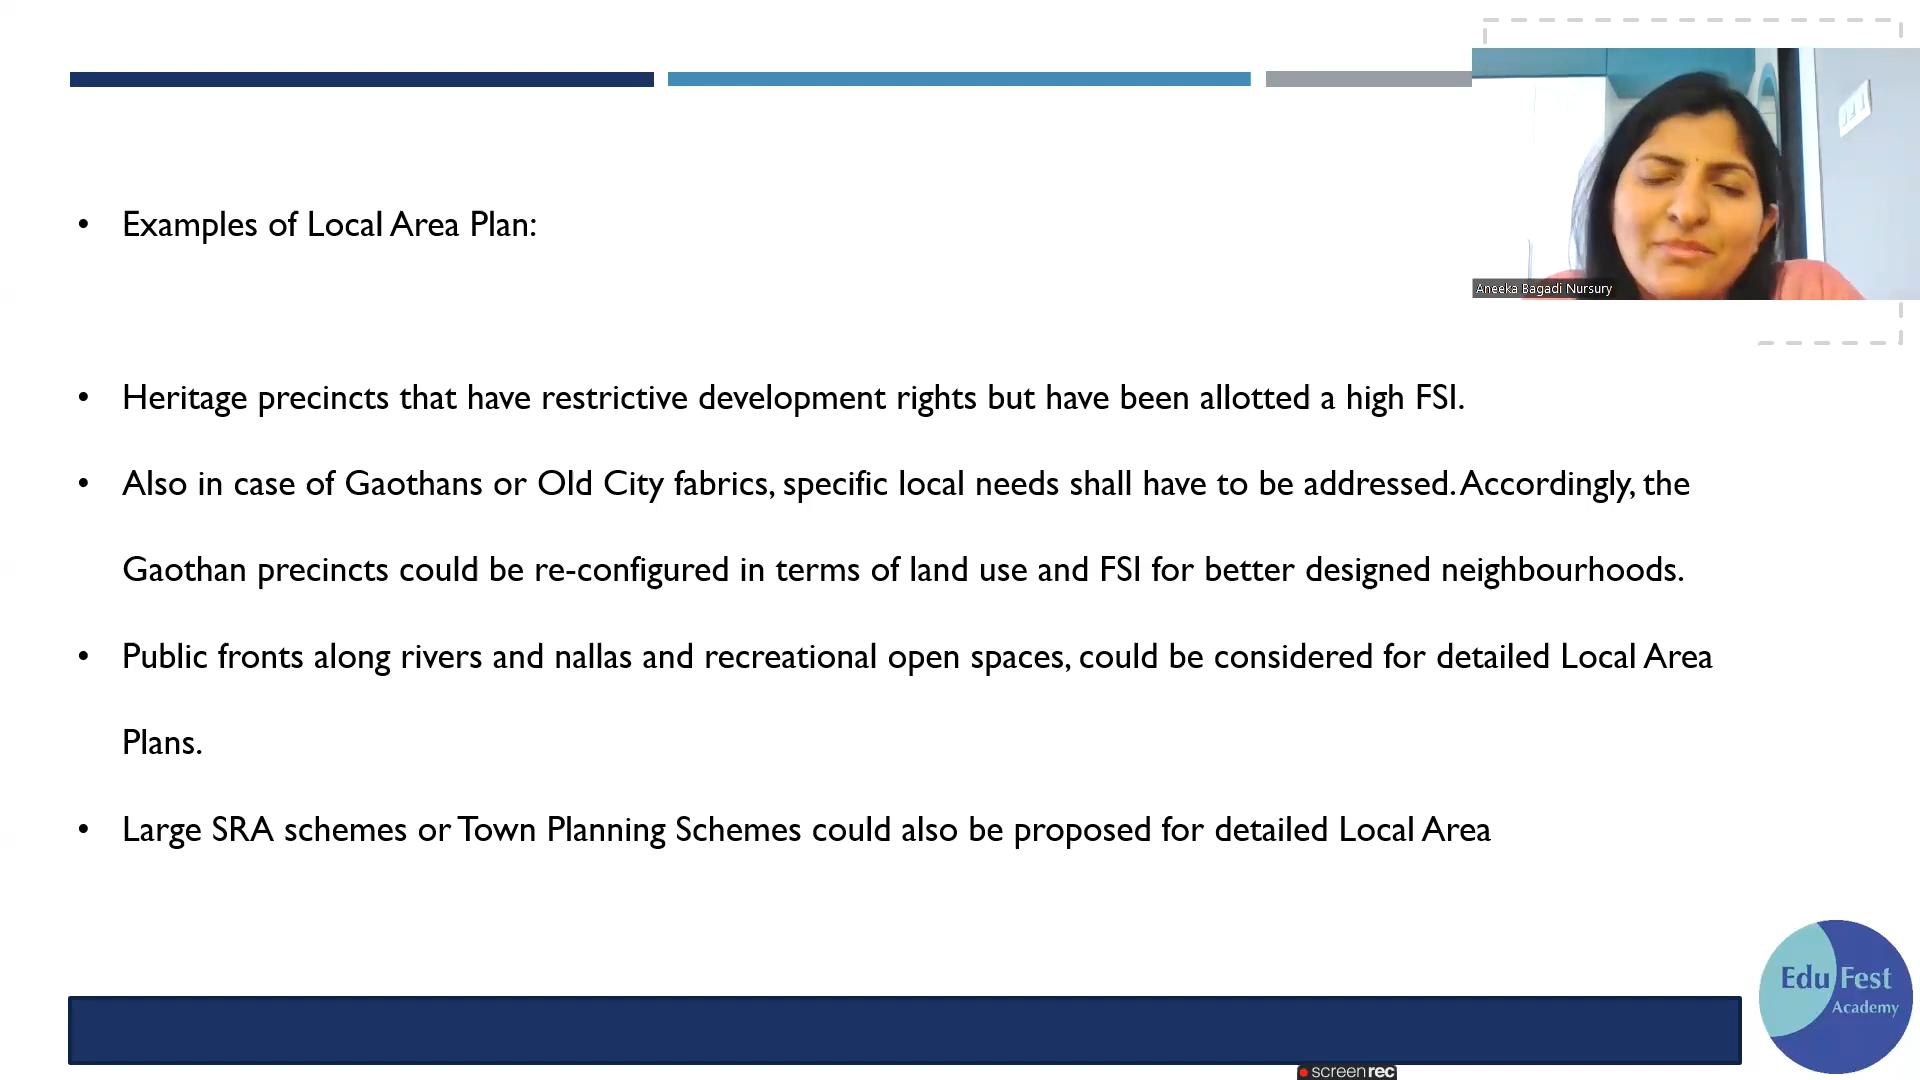 Aneeka Bagadi Nursury
• Examples of Local Area Plan:
• Heritage precincts that have restrictive development rights but have been allotted a high FSI.
• Also in case of Gaothans or Old City fabrics, specific local needs shall have to be addressed. Accordingly, the
Gaothan precincts could be re-configured in terms of land use and FSI for better designed neighbourhoods.
• Public fronts along rivers and nallas and recreational open spaces, could be considered for detailed Local Area
Plans.
• Large SRA schemes or Town Planning Schemes could also be proposed for detailed Local Area
Edu Fest
Academy
screenrec